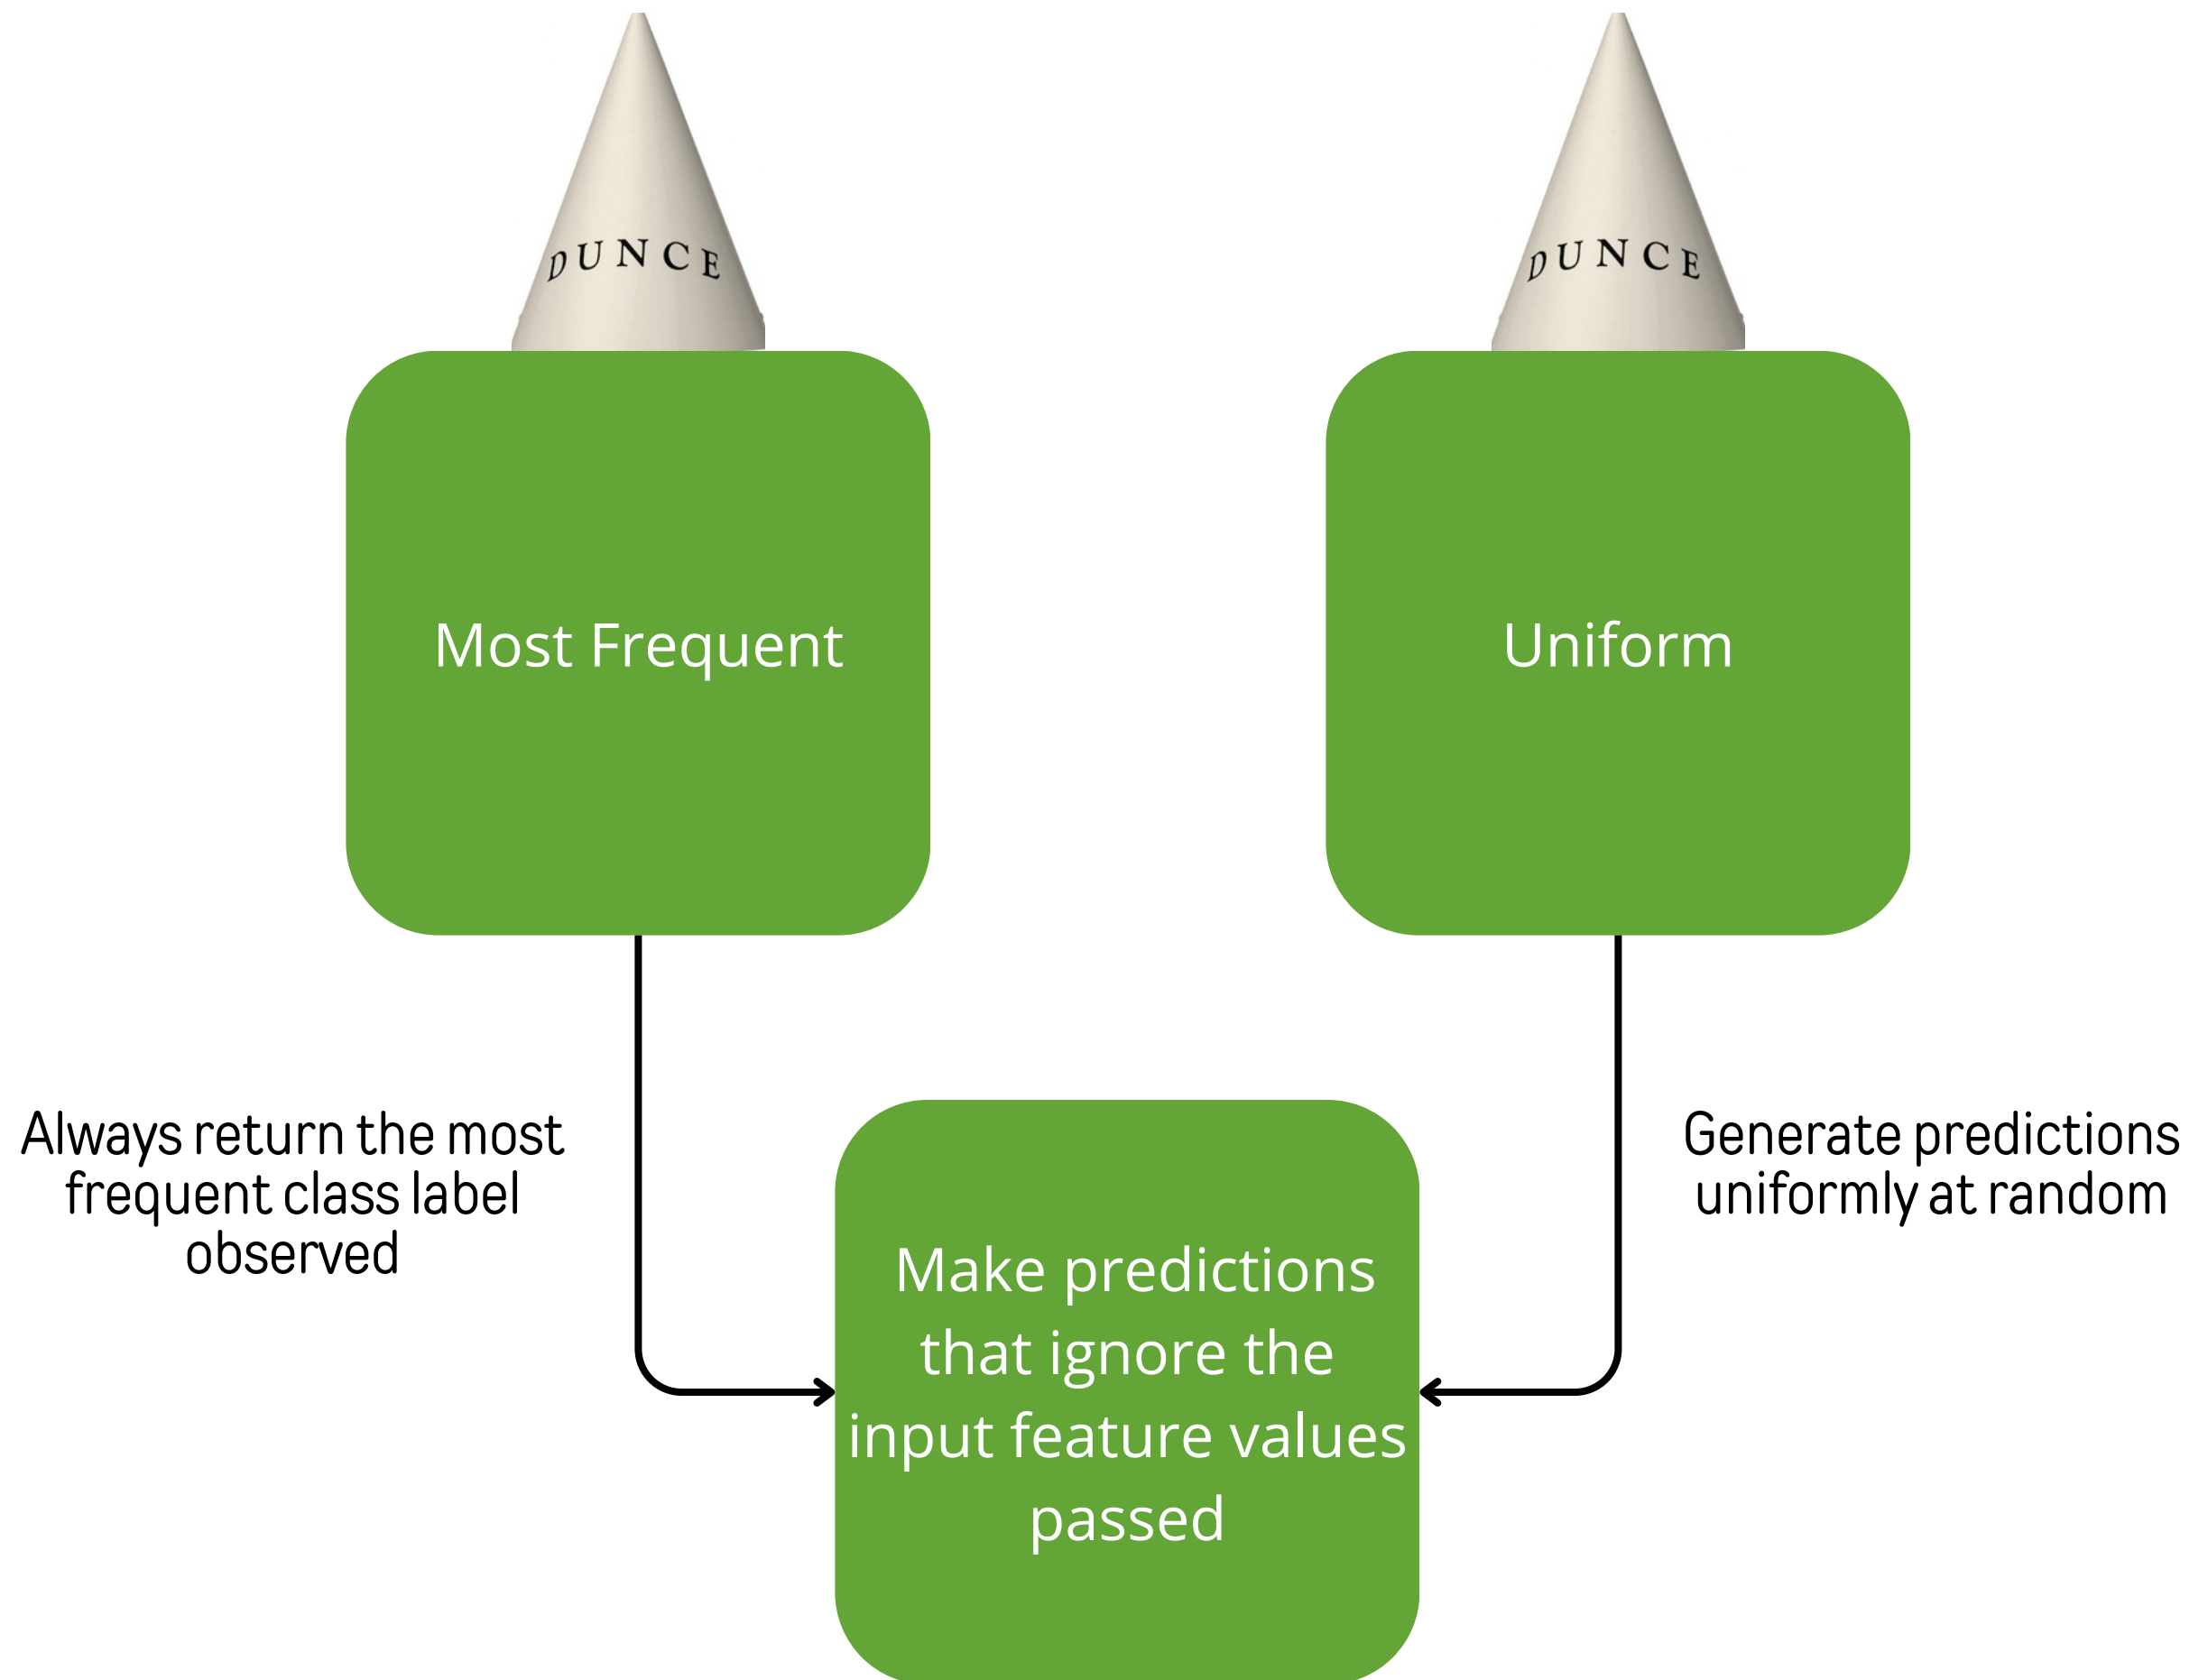 DUNCE
DUNCE
Most Frequent
Uniform
Always return the most
frequent class label
observed
Generate predictions
uniformly at random
Make predictions
that ignore the
input feature values
passed